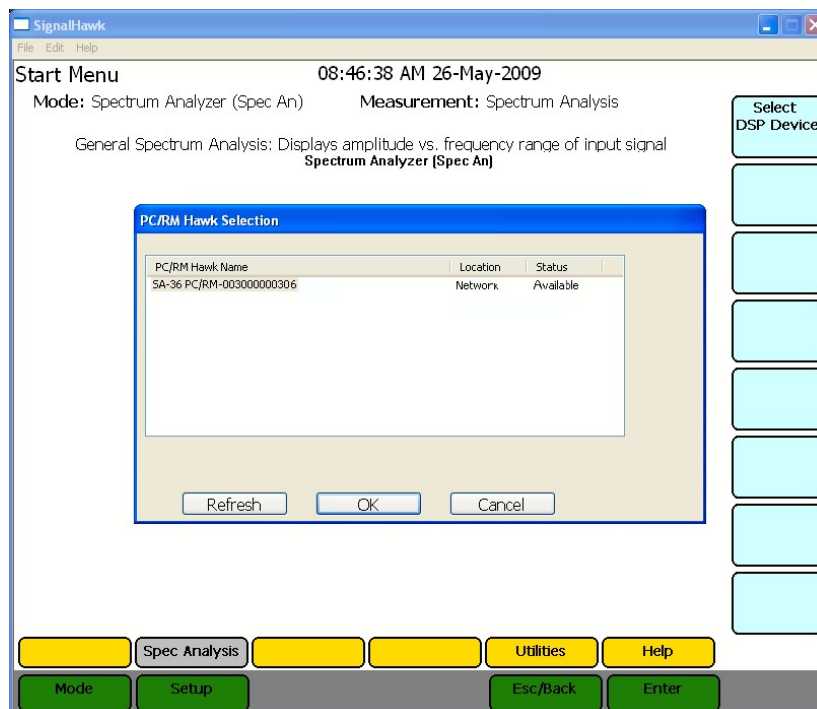 SignalHawk
File Edit Help
Start Menu 08:46:38 AM 26-May-2009
Mode: Spectrum Analyzer (Spec An) Measurement: Spectrum Analysis
Select
DSP Device
General Spectrum Analysis: Displays amplitude vs. frequency range of input signal
Spectrum Analyzer (Spec An)
PC/RM Hawk Selection
PC/RM Hawk Name Location Status
SA-36 PC/RM-003000000306 Network Available
Refresh OK Cancel
Spec Analysis Utilities Help
Mode Setup Esc/Back Enter